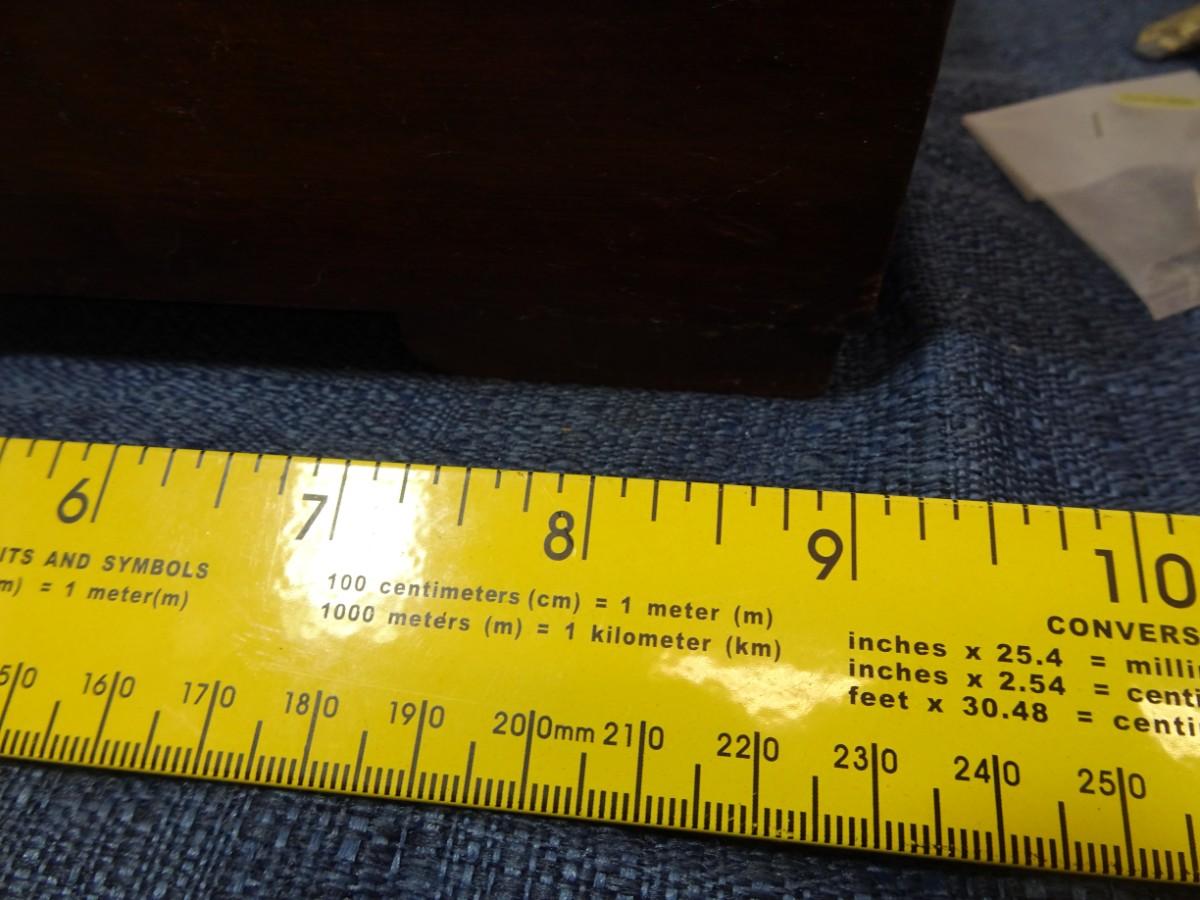 6 7 8 9 10
ITS AND SYMBOLS
m) = 1 meter(m)
100 centimeters (cm) = 1 meter (m)
1000 meters (m) = 1 kilometer (km)
CONVERS
inches x 25.4 = milli
inches x 2.54 = centi
feet x 30.48 = centi
50 160 170 180 190 200mm 210 220 230 240 250